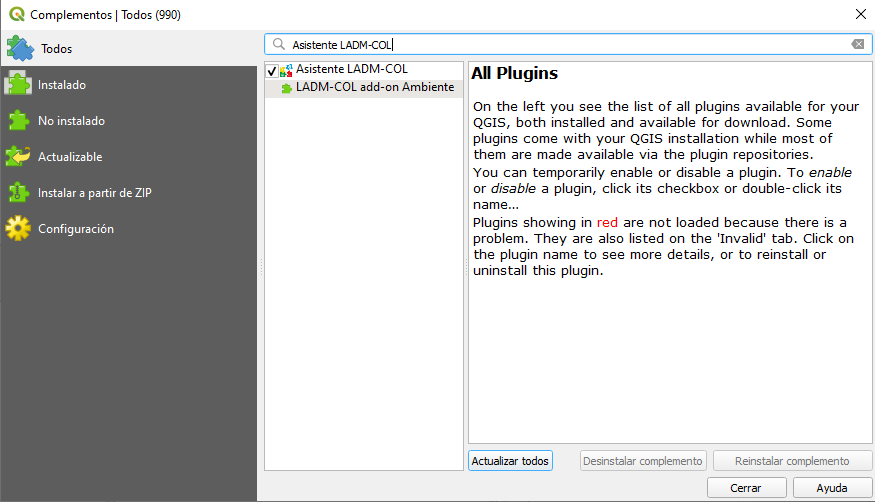 Complementos | Todos (990)
Todos
Instalado
No instalado
Actualizable
Instalar a partir de ZIP
Configuración
Asistente LADM-COL
Asistente LADM-COL
LADM-COL add-on Ambiente
All Plugins
On the left you see the list of all plugins available for your
QGIS, both installed and available for download. Some
plugins come with your QGIS installation while most of
them are made available via the plugin repositories.
You can temporarily enable or disable a plugin. To enable
or disable a plugin, click its checkbox or double-click its
name...
Plugins showing in red are not loaded because there is a
problem. They are also listed on the 'Invalid' tab. Click on
the plugin name to see more details, or to reinstall or
uninstall this plugin.
Actualizar todos
Desinstalar complemento
Reinstalar complemento
Cerrar
Ayuda